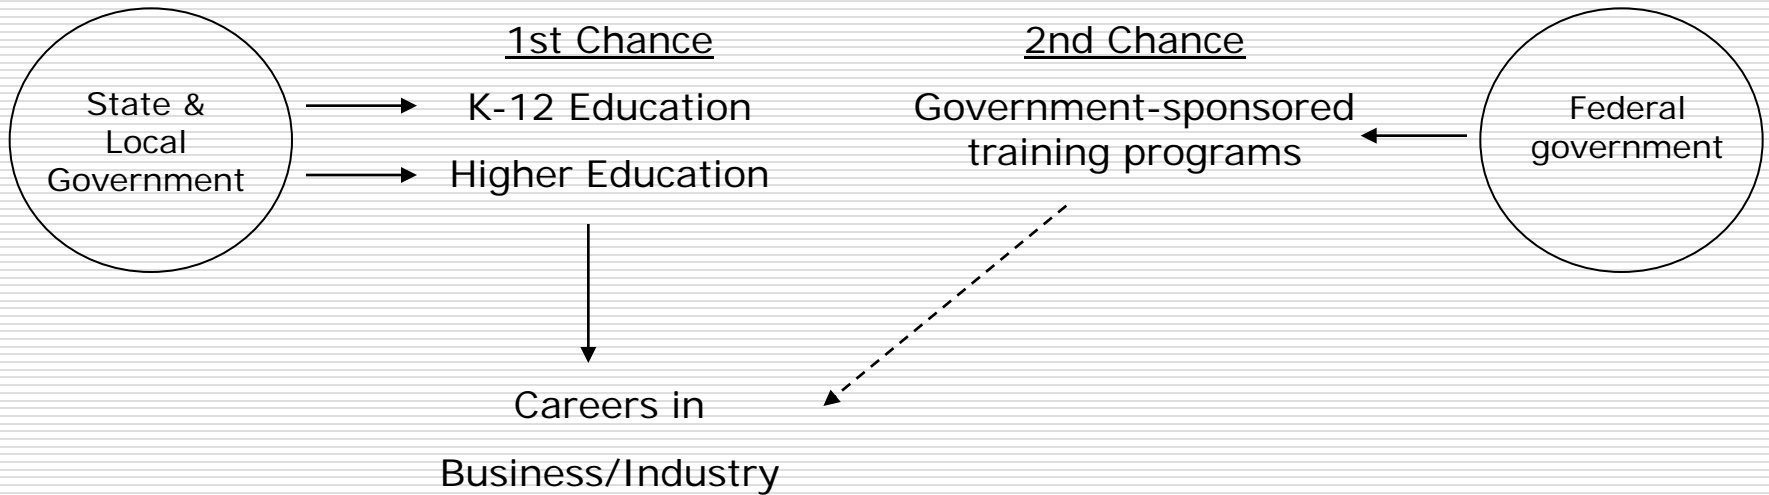 State &
Local
Government
1st Chance
K-12 Education
Higher Education
2nd Chance
Government-sponsored
training programs
Federal
government
Careers in
Business/Industry